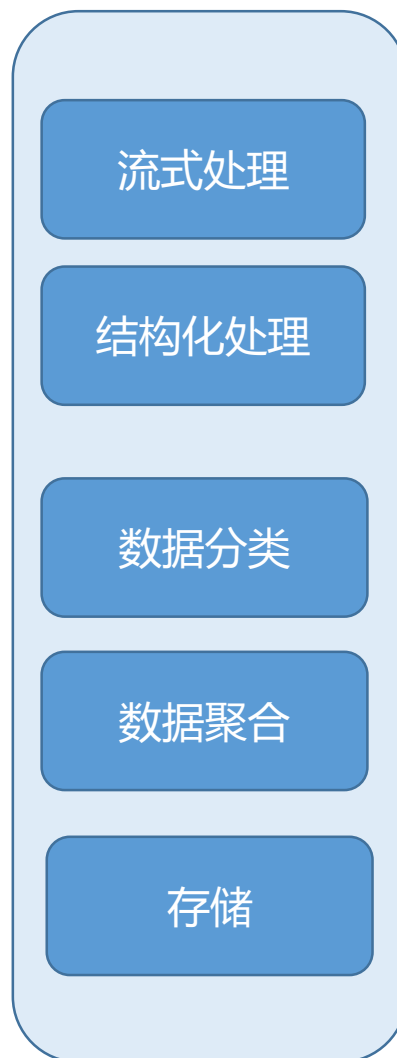 流式处理
结构化处理
数据分类
数据聚合
存储